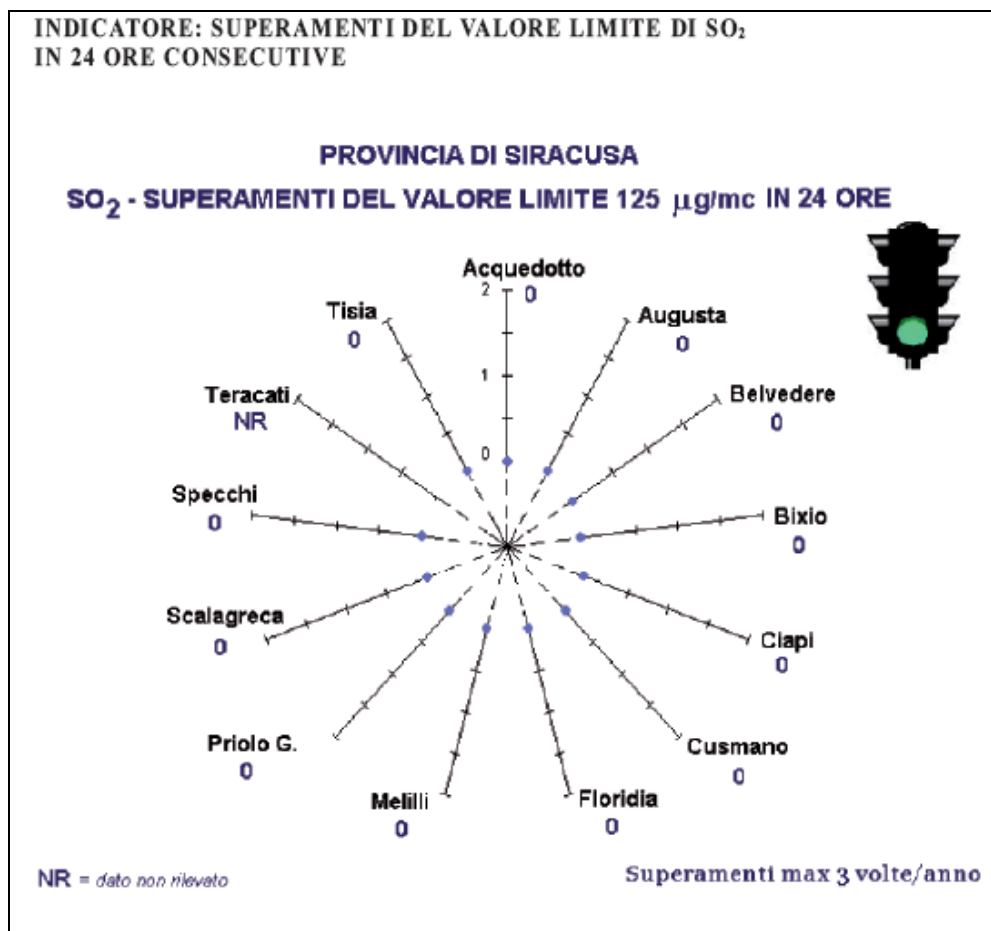 INDICATORE: SUPERAMENTI DEL VALORE LIMITE DI SO₂
IN 24 ORE CONSECUTIVE
PROVINCIA DI SIRACUSA
SO₂ - SUPERAMENTI DEL VALORE LIMITE 125 µg/mc IN 24 ORE
Acquedotto
0
2
1
0
Augusta
0
Belvedere
0
Bixio
0
Ciapi
0
Cusmano
0
Floridia
0
Melilli
0
Priolo G.
0
Scalagreca
0
Specchi
0
Teracati
NR
Tisia
0
NR = dato non rilevato
Superamenti max 3 volte/anno